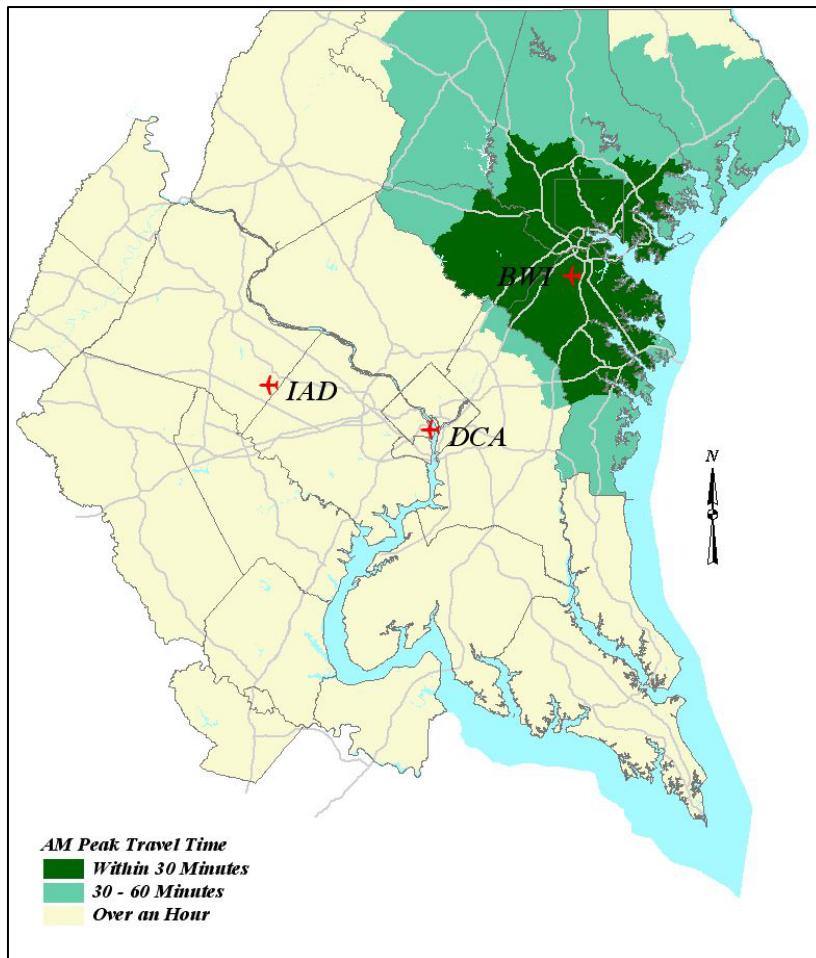 BWI
IAD
DCA
N
AM Peak Travel Time
Within 30 Minutes
30 - 60 Minutes
Over an Hour